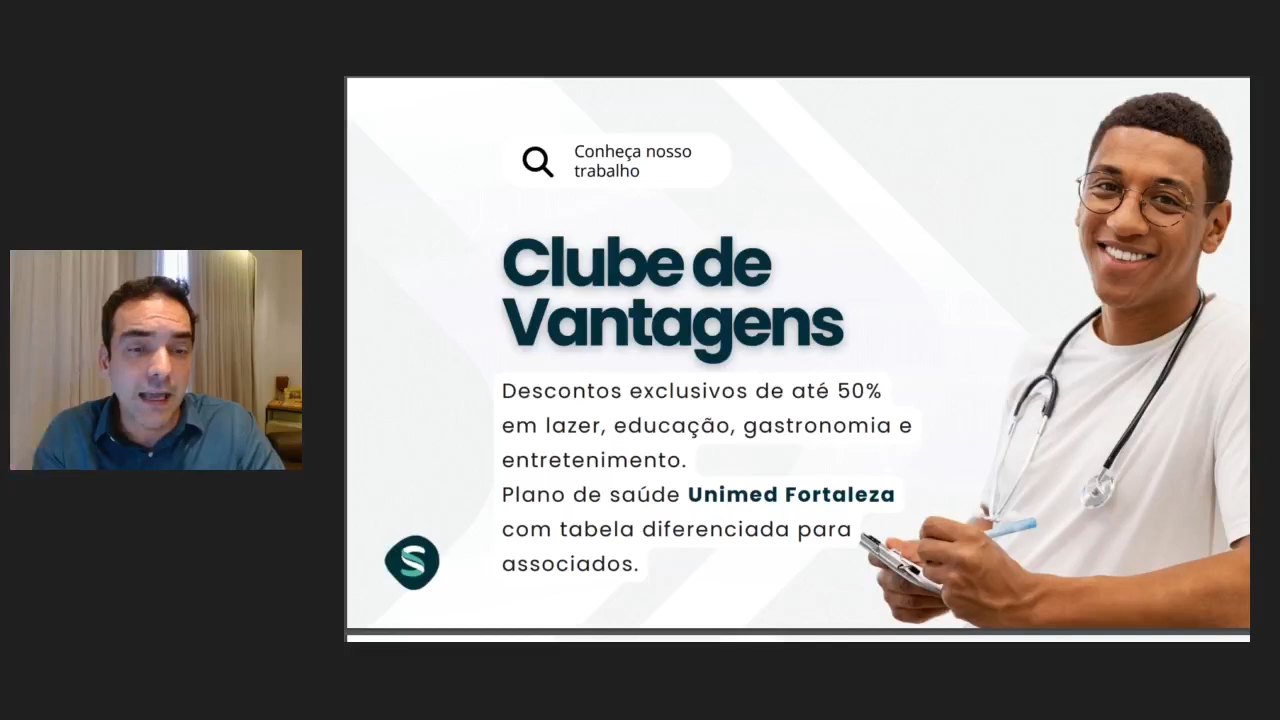 Conheça nosso
trabalho
Clube de
Vantagens
Descontos exclusivos de até 50%
em lazer, educação, gastronomia e
entretenimento.
Plano de saúde Unimed Fortaleza
com tabela diferenciada para
associados.
S